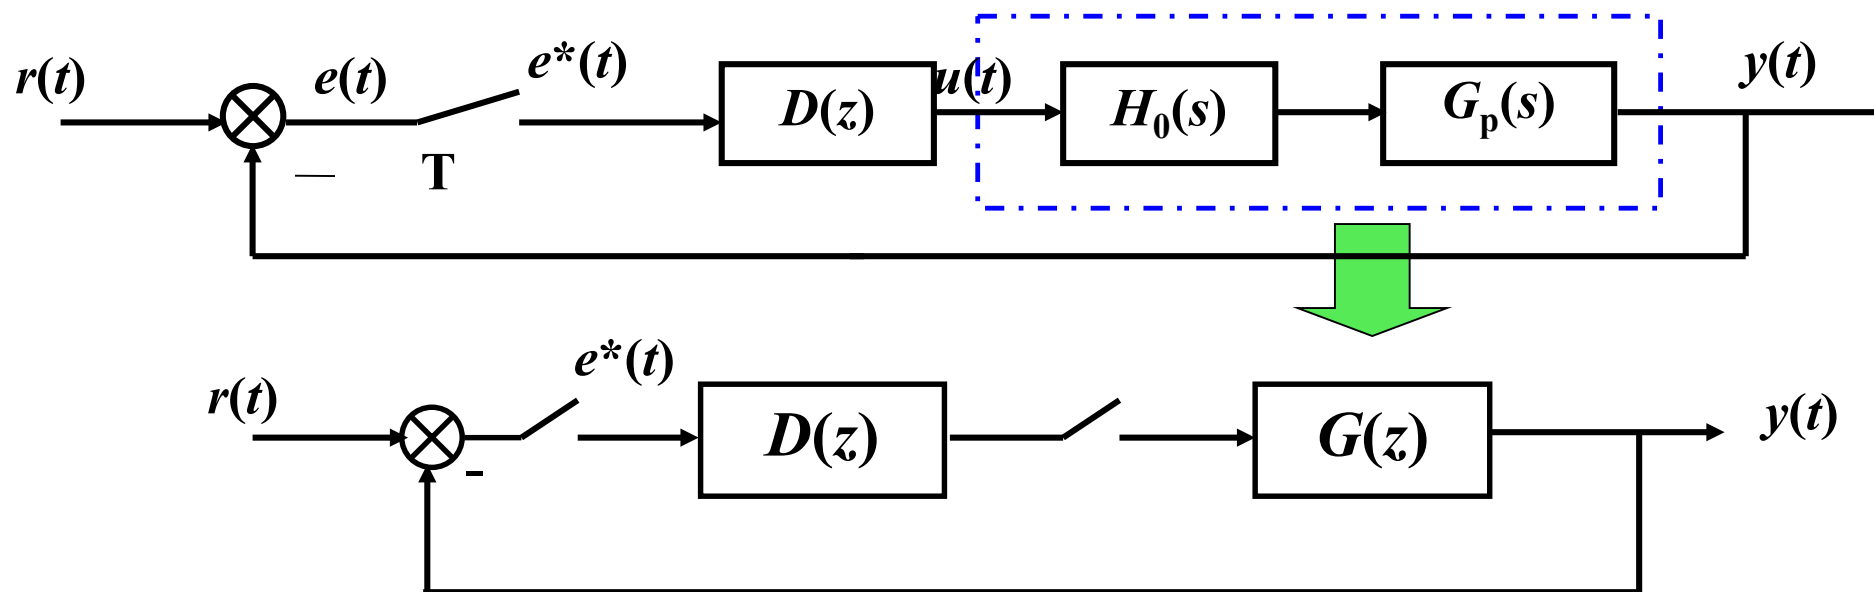 r(t)
e(t)
e*(t)
T
D(z)
u(t)
H₀(s)
Gₚ(s)
y(t)
—
r(t)
e*(t)
-
D(z)
G(z)
y(t)